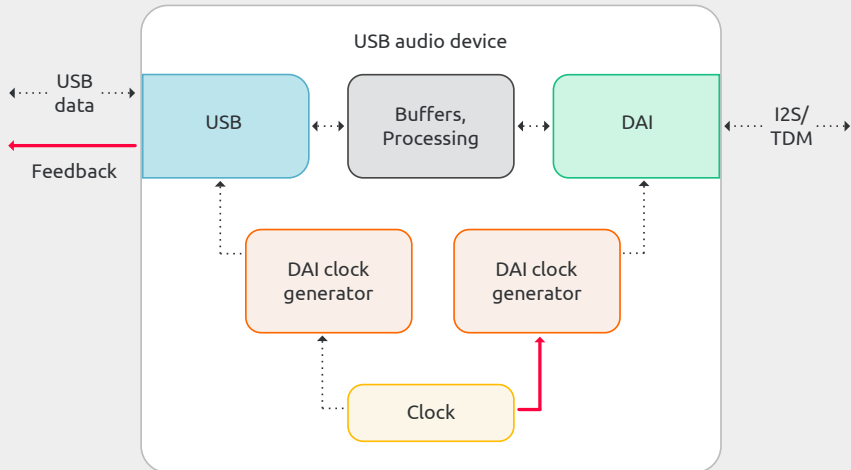 USB audio device
USB
data
USB
Buffers,
Processing
DAI
I2S/
TDM
Feedback
DAI clock
generator
DAI clock
generator
Clock